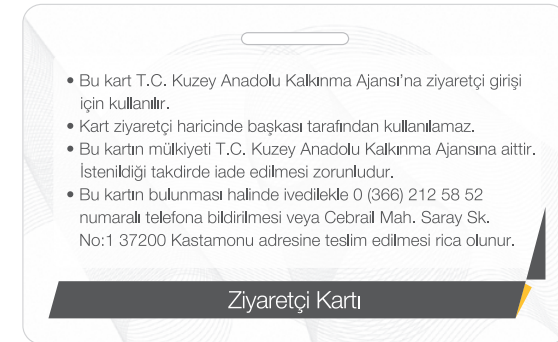 • Bu kart T.C. Kuzey Anadolu Kalkınma Ajansı'na ziyaretçi girişi
için kullanılır.
• Kart ziyaretçi haricinde başkası tarafından kullanılamaz.
• Bu kartın mülkiyeti T.C. Kuzey Anadolu Kalkınma Ajansına aittir.
İstenildiği takdirde iade edilmesi zorunludur.
• Bu kartın bulunması halinde ivedilekle 0 (366) 212 58 52
numaralı telefona bildirilmesi veya Cebrail Mah. Saray Sk.
No:1 37200 Kastamonu adresine teslim edilmesi rica olunur.
Ziyaretçi Kartı